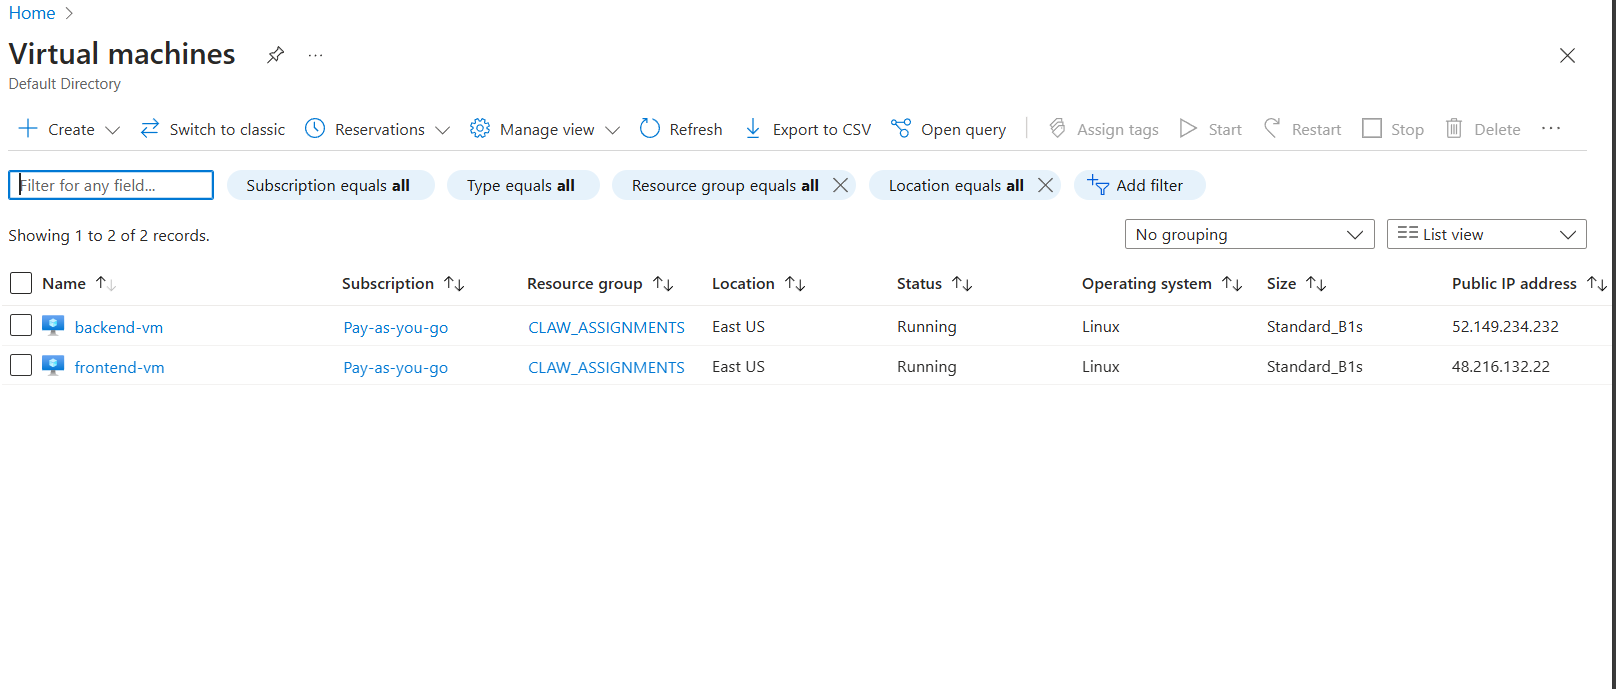 Home
Virtual machines ...
Default Directory
Create Switch to classic Reservations Manage view Refresh Export to CSV Open query Assign tags Start Restart Stop Delete ...
Filter for any field... Subscription equals all Type equals all Resource group equals all Location equals all Add filter
Showing 1 to 2 of 2 records. No grouping List view
Name Subscription Resource group Location Status Operating system Size Public IP address
backend-vm Pay-as-you-go CLAW_ASSIGNMENTS East US Running Linux Standard_B1s 52.149.234.232
frontend-vm Pay-as-you-go CLAW_ASSIGNMENTS East US Running Linux Standard_B1s 48.216.132.22